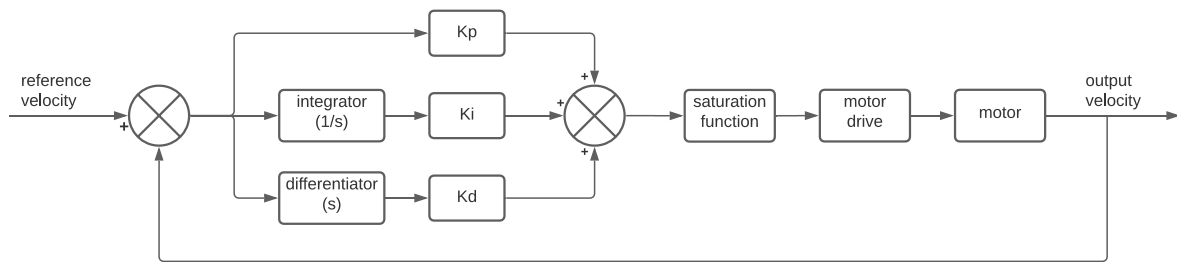 Kp
reference
velocity
+
integrator
(1/s)
Ki
+
+
+
saturation
function
motor
drive
motor
output
velocity
differentiator
(s)
Kd